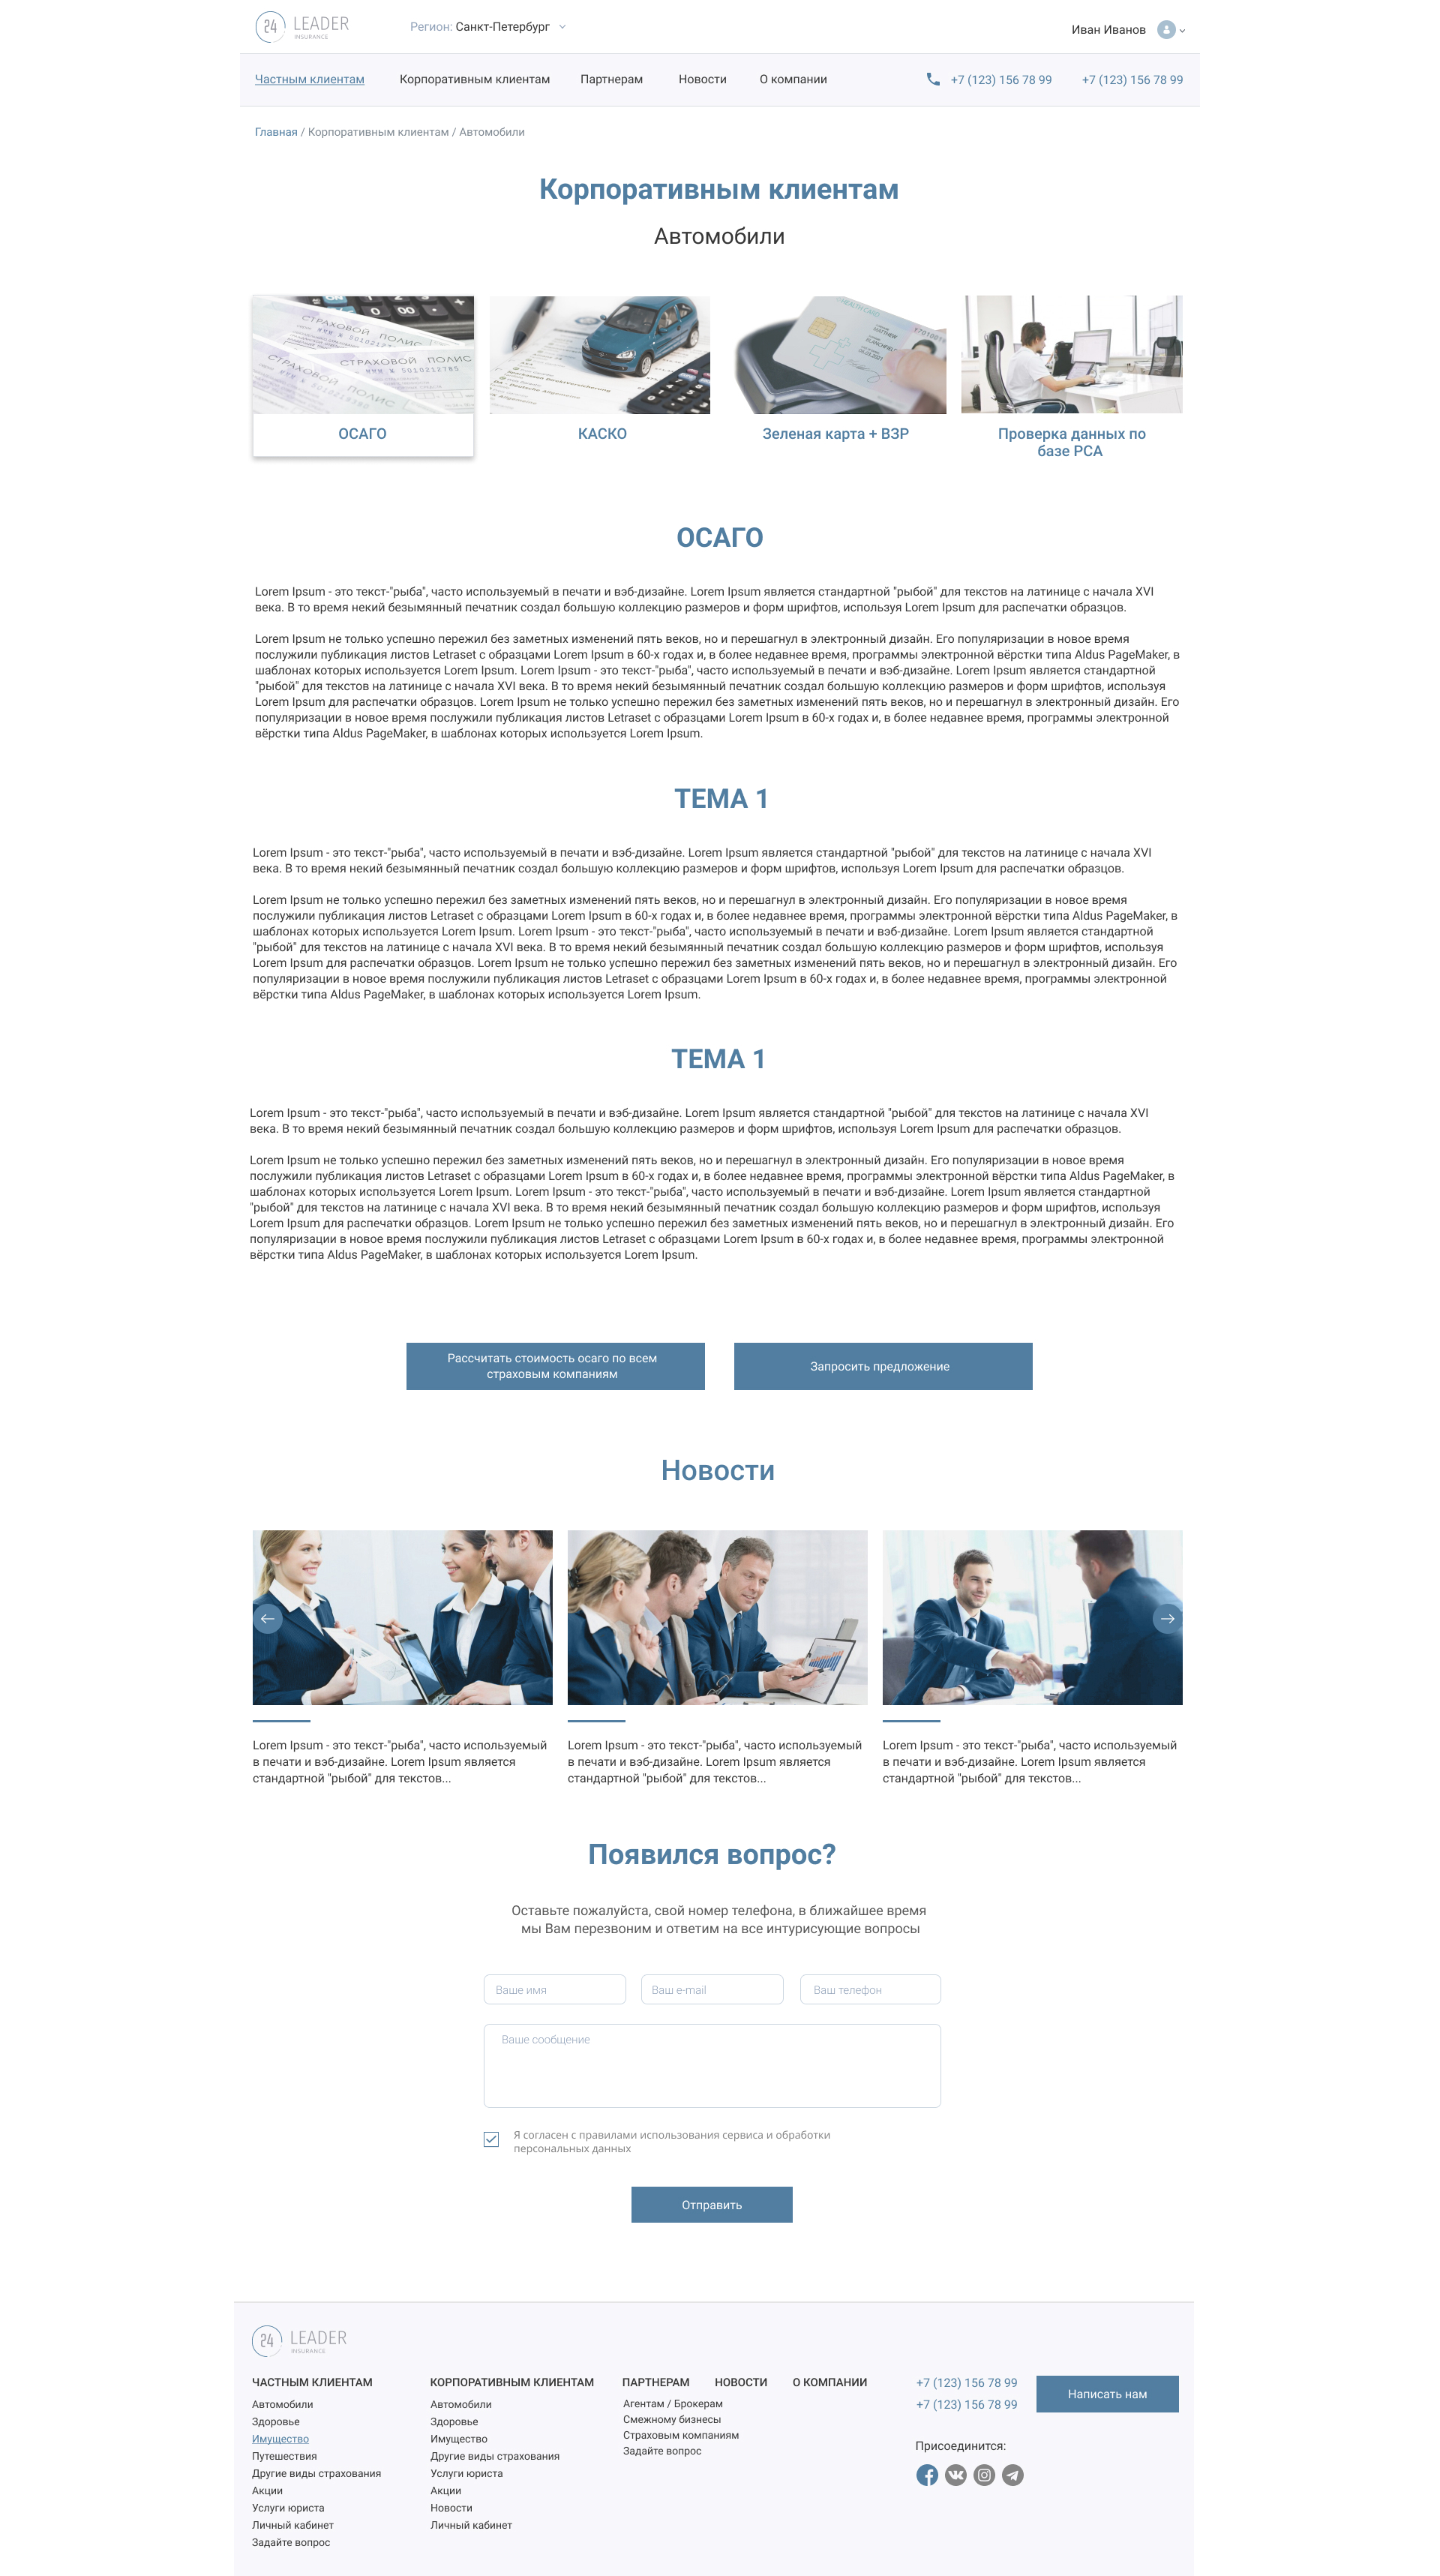 24 LEADER
INSURANCE
Регион: Санкт-Петербург
Иван Иванов
Частным клиентам Корпоративным клиентам Партнерам Новости О компании +7 (123) 156 78 99 +7 (123) 156 78 99
Главная / Корпоративным клиентам / Автомобили
Корпоративным клиентам
Автомобили
СТРАХОВОЙ ПОЛИС
СТРАХОВОЙ ПОЛИС
ОСАГО
КАСКО
Зеленая карта + ВЗР
Проверка данных по
базе РСА
ОСАГО
Lorem Ipsum - это текст-"рыба", часто используемый в печати и вэб-дизайне. Lorem Ipsum является стандартной "рыбой" для текстов на латинице с начала XVI
века. В то время некий безымянный печатник создал большую коллекцию размеров и форм шрифтов, используя Lorem Ipsum для распечатки образцов.
Lorem Ipsum не только успешно пережил без заметных изменений пять веков, но и перешагнул в электронный дизайн. Его популяризации в новое время
послужили публикация листов Letraset с образцами Lorem Ipsum в 60-х годах и, в более недавнее время, программы электронной вёрстки типа Aldus PageMaker, в
шаблонах которых используется Lorem Ipsum. Lorem Ipsum - это текст-"рыба", часто используемый в печати и вэб-дизайне. Lorem Ipsum является стандартной
"рыбой" для текстов на латинице с начала XVI века. В то время некий безымянный печатник создал большую коллекцию размеров и форм шрифтов, используя
Lorem Ipsum для распечатки образцов. Lorem Ipsum не только успешно пережил без заметных изменений пять веков, но и перешагнул в электронный дизайн. Его
популяризации в новое время послужили публикация листов Letraset с образцами Lorem Ipsum в 60-х годах и, в более недавнее время, программы электронной
вёрстки типа Aldus PageMaker, в шаблонах которых используется Lorem Ipsum.
ТЕМА 1
Lorem Ipsum - это текст-"рыба", часто используемый в печати и вэб-дизайне. Lorem Ipsum является стандартной "рыбой" для текстов на латинице с начала XVI
века. В то время некий безымянный печатник создал большую коллекцию размеров и форм шрифтов, используя Lorem Ipsum для распечатки образцов.
Lorem Ipsum не только успешно пережил без заметных изменений пять веков, но и перешагнул в электронный дизайн. Его популяризации в новое время
послужили публикация листов Letraset с образцами Lorem Ipsum в 60-х годах и, в более недавнее время, программы электронной вёрстки типа Aldus PageMaker, в
шаблонах которых используется Lorem Ipsum. Lorem Ipsum - это текст-"рыба", часто используемый в печати и вэб-дизайне. Lorem Ipsum является стандартной
"рыбой" для текстов на латинице с начала XVI века. В то время некий безымянный печатник создал большую коллекцию размеров и форм шрифтов, используя
Lorem Ipsum для распечатки образцов. Lorem Ipsum не только успешно пережил без заметных изменений пять веков, но и перешагнул в электронный дизайн. Его
популяризации в новое время послужили публикация листов Letraset с образцами Lorem Ipsum в 60-х годах и, в более недавнее время, программы электронной
вёрстки типа Aldus PageMaker, в шаблонах которых используется Lorem Ipsum.
ТЕМА 1
Lorem Ipsum - это текст-"рыба", часто используемый в печати и вэб-дизайне. Lorem Ipsum является стандартной "рыбой" для текстов на латинице с начала XVI
века. В то время некий безымянный печатник создал большую коллекцию размеров и форм шрифтов, используя Lorem Ipsum для распечатки образцов.
Lorem Ipsum не только успешно пережил без заметных изменений пять веков, но и перешагнул в электронный дизайн. Его популяризации в новое время
послужили публикация листов Letraset с образцами Lorem Ipsum в 60-х годах и, в более недавнее время, программы электронной вёрстки типа Aldus PageMaker, в
шаблонах которых используется Lorem Ipsum. Lorem Ipsum - это текст-"рыба", часто используемый в печати и вэб-дизайне. Lorem Ipsum является стандартной
"рыбой" для текстов на латинице с начала XVI века. В то время некий безымянный печатник создал большую коллекцию размеров и форм шрифтов, используя
Lorem Ipsum для распечатки образцов. Lorem Ipsum не только успешно пережил без заметных изменений пять веков, но и перешагнул в электронный дизайн. Его
популяризации в новое время послужили публикация листов Letraset с образцами Lorem Ipsum в 60-х годах и, в более недавнее время, программы электронной
вёрстки типа Aldus PageMaker, в шаблонах которых используется Lorem Ipsum.
Рассчитать стоимость осаго по всем
страховым компаниям
Запросить предложение
Новости
Lorem Ipsum - это текст-"рыба", часто используемый
в печати и вэб-дизайне. Lorem Ipsum является
стандартной "рыбой" для текстов...
Lorem Ipsum - это текст-"рыба", часто используемый
в печати и вэб-дизайне. Lorem Ipsum является
стандартной "рыбой" для текстов...
Lorem Ipsum - это текст-"рыба", часто используемый
в печати и вэб-дизайне. Lorem Ipsum является
стандартной "рыбой" для текстов...
Появился вопрос?
Оставьте пожалуйста, свой номер телефона, в ближайшее время
мы Вам перезвоним и ответим на все интурисующие вопросы
Ваше имя
Ваш e-mail
Ваш телефон
Ваше сообщение
Я согласен с правилами использования сервиса и обработки
персональных данных
Отправить
24 LEADER
INSURANCE
ЧАСТНЫМ КЛИЕНТАМ
Автомобили
Здоровье
Имущество
Путешествия
Другие виды страхования
Акции
Услуги юриста
Личный кабинет
Задайте вопрос
КОРПОРАТИВНЫМ КЛИЕНТАМ
Автомобили
Здоровье
Имущество
Другие виды страхования
Услуги юриста
Акции
Новости
Личный кабинет
ПАРТНЕРАМ
Агентам / Брокерам
Смежному бизнесы
Страховым компаниям
Задайте вопрос
НОВОСТИ
О КОМПАНИИ
+7 (123) 156 78 99
+7 (123) 156 78 99
Написать нам
Присоединится: